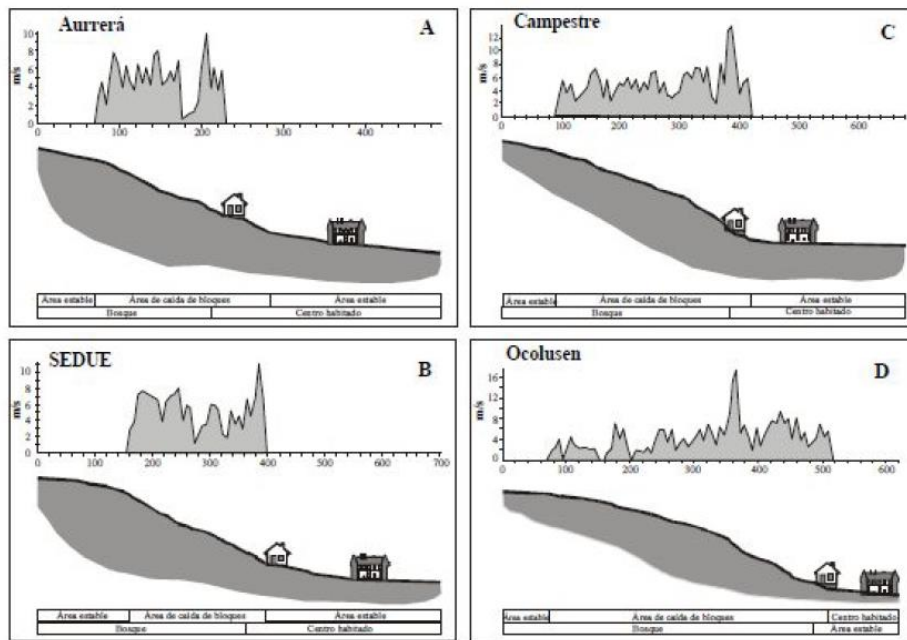 Aurrerá
A
10
8
6
4
2
0
m/s
0 100 200 300 400
Área estable Área de caída de bloques Área estable
Bosque Centro habitado
Campestre
C
12
10
8
6
4
2
0
m/s
0 100 200 300 400 600
Área estable Área de caída de bloques Área estable
Bosque Centro habitado
SEDUE
B
10
8
6
4
2
0
m/s
0 100 200 300 400 500 600 700
Área estable Área de caída de bloques Área estable
Bosque Centro habitado
Ocolusen
D
16
12
8
4
0
m/s
0 100 200 300 400 500 600
Área estable Área de caída de bloques Centro habitado
Bosque Área estable